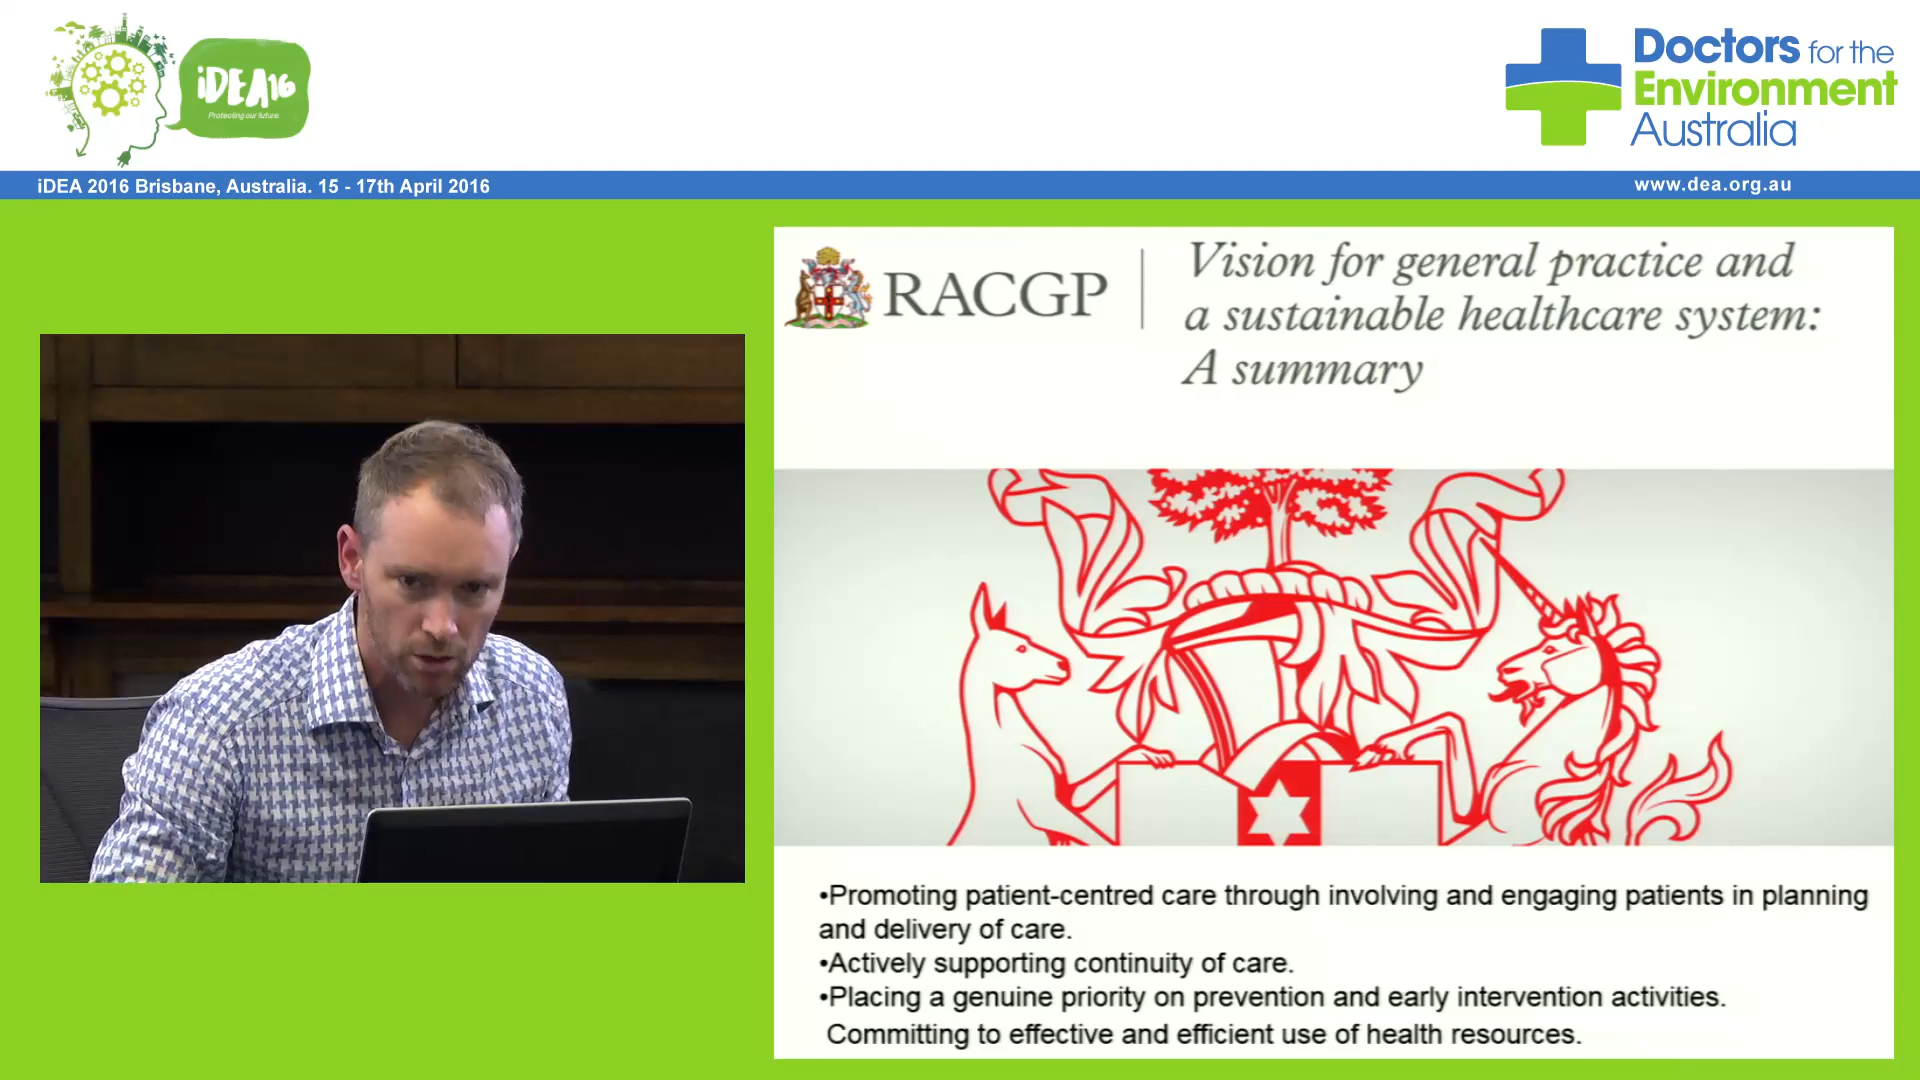 iDEA16
Protecting our future.
Doctors for the
Environment
Australia
iDEA 2016 Brisbane, Australia. 15 - 17th April 2016
www.dea.org.au
RACGP
Vision for general practice and
a sustainable healthcare system:
A summary
•Promoting patient-centred care through involving and engaging patients in planning
and delivery of care.
•Actively supporting continuity of care.
•Placing a genuine priority on prevention and early intervention activities.
Committing to effective and efficient use of health resources.